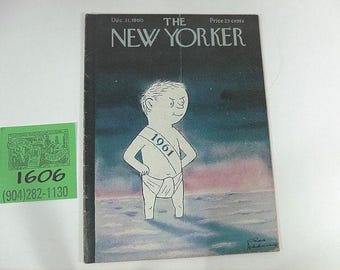 Dec. 31, 1960
THE
Price 25 cents
NEW YORKER
1961
1606
(904)282-1130